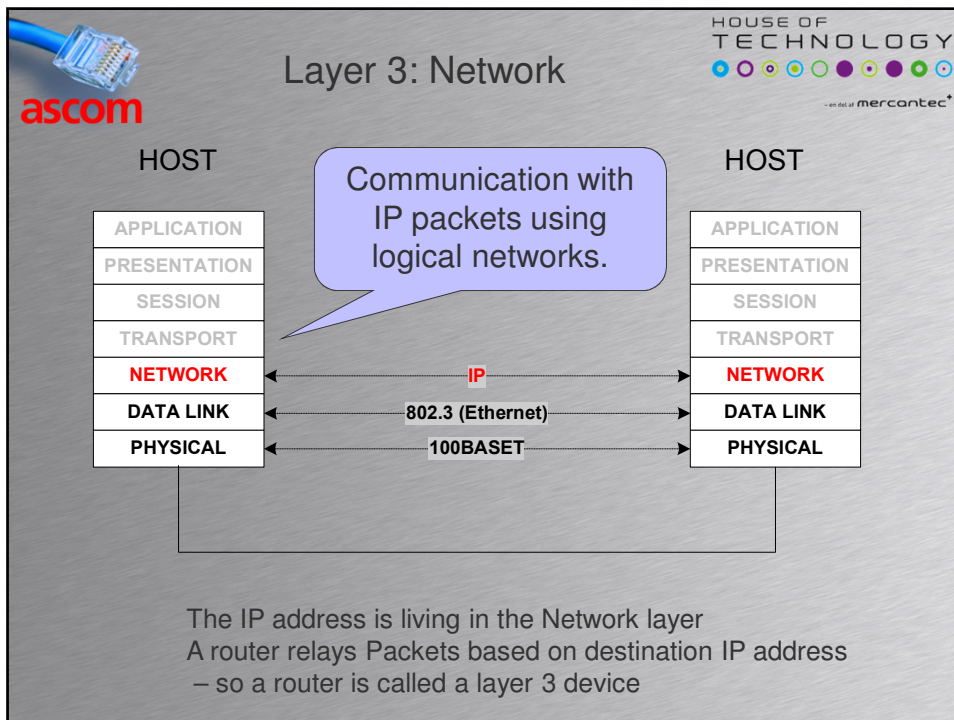 ascom
Layer 3: Network
HOUSE OF
TECHNOLOGY
- en del af mercantec+
HOST
HOST
Communication with
IP packets using
logical networks.
APPLICATION
PRESENTATION
SESSION
TRANSPORT
NETWORK
DATA LINK
PHYSICAL
IP
802.3 (Ethernet)
100BASET
APPLICATION
PRESENTATION
SESSION
TRANSPORT
NETWORK
DATA LINK
PHYSICAL
The IP address is living in the Network layer
A router relays Packets based on destination IP address
– so a router is called a layer 3 device